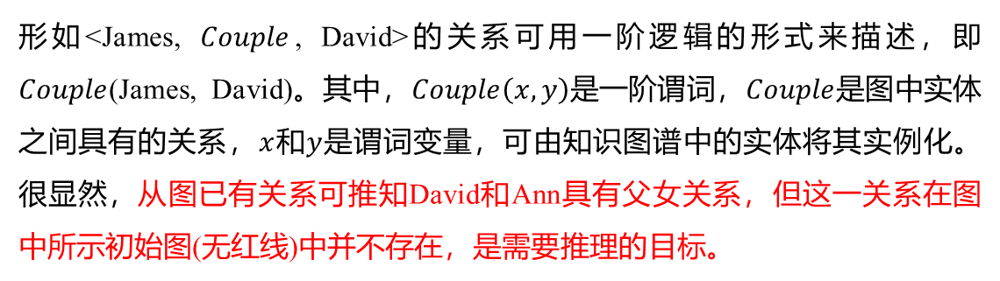 形如<James, Couple, David>的关系可用一阶逻辑的形式来描述，即
Couple(James, David)。其中，Couple(x,y)是一阶谓词，Couple是图中实体
之间具有的关系，x和y是谓词变量，可由知识图谱中的实体将其实例化。
很显然，从图已有关系可推知David和Ann具有父女关系，但这一关系在图
中所示初始图(无红线)中并不存在，是需要推理的目标。